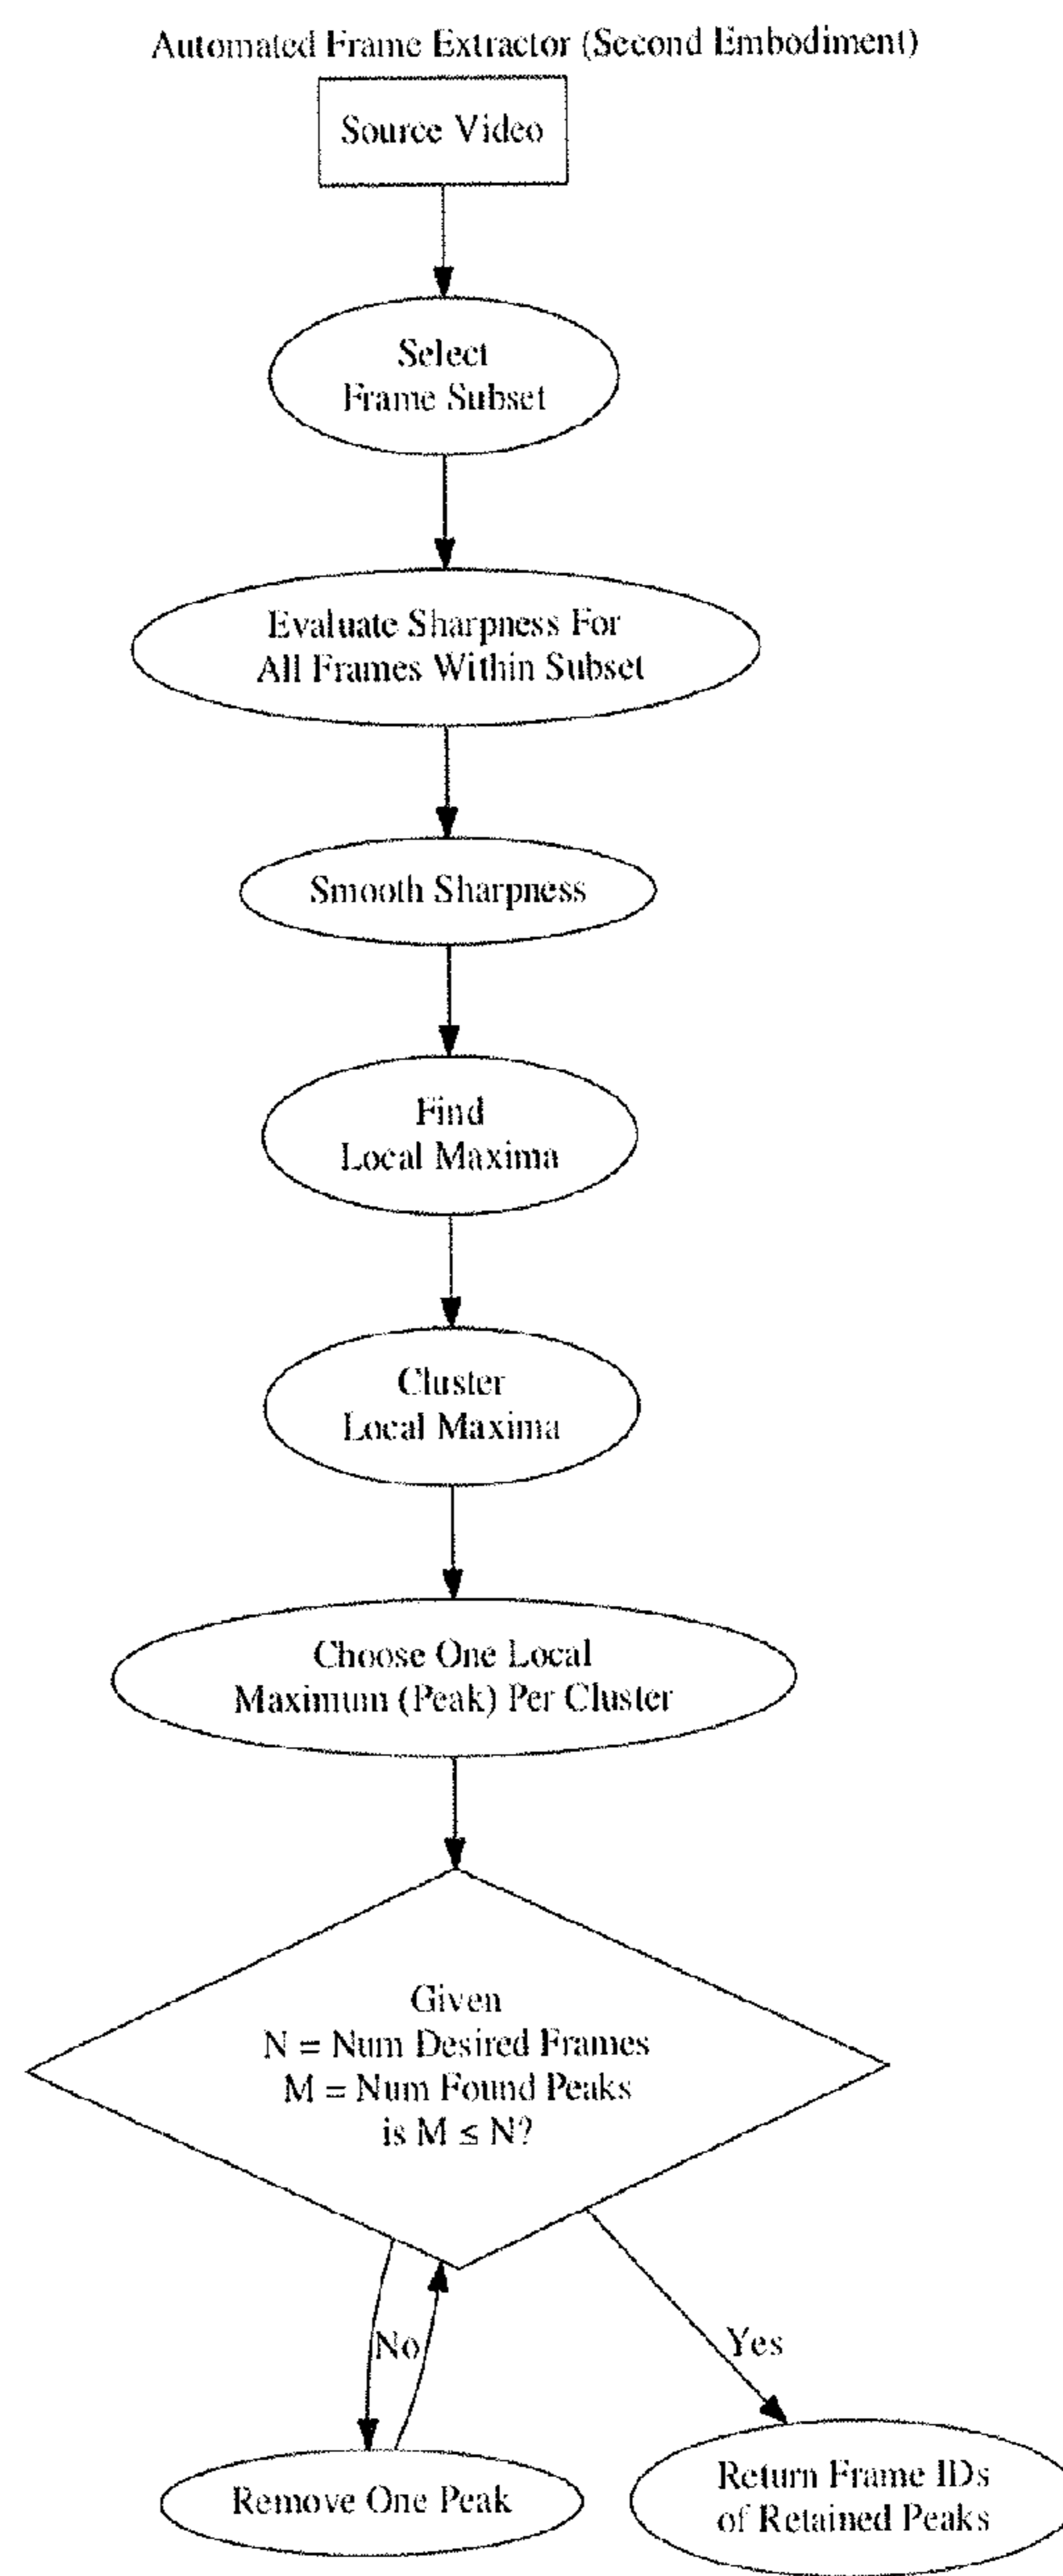 Automated Frame Extractor (Second Embodiment)
Source Video
Select
Frame Subset
Evaluate Sharpness For
All Frames Within Subset
Smooth Sharpness
Find
Local Maxima
Cluster
Local Maxima
Choose One Local
Maximum (Peak) Per Cluster
Given
N = Num Desired Frames
M = Num Found Peaks
is M ≤ N?
No
Yes
Remove One Peak
Return Frame IDs
of Retained Peaks